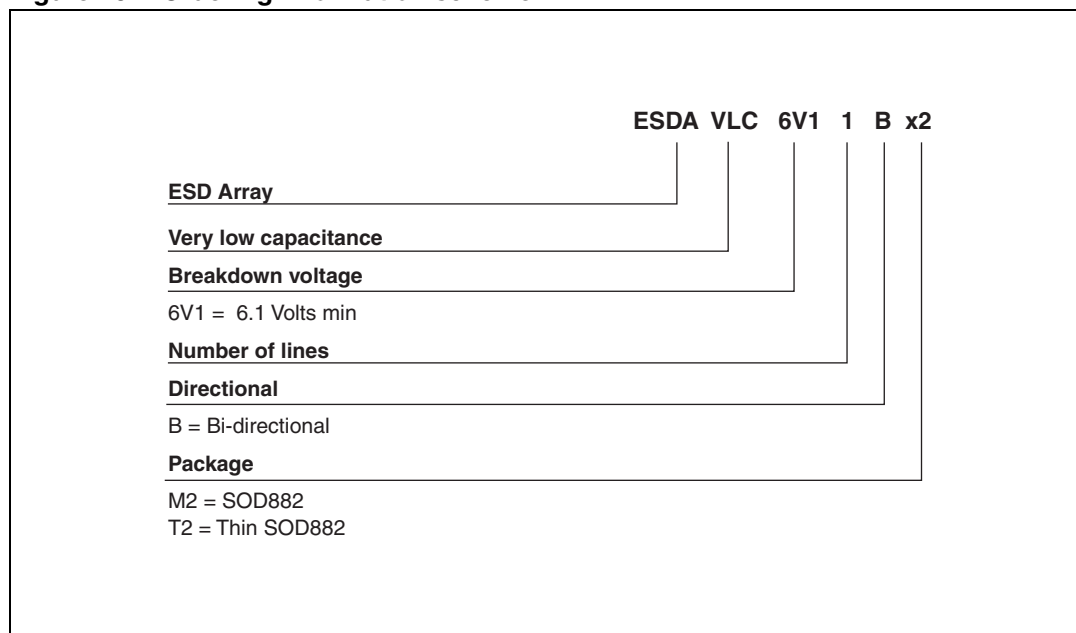 ESDA VLC 6V1 1 B x2
ESD Array
Very low capacitance
Breakdown voltage
6V1 = 6.1 Volts min
Number of lines
Directional
B = Bi-directional
Package
M2 = SOD882
T2 = Thin SOD882